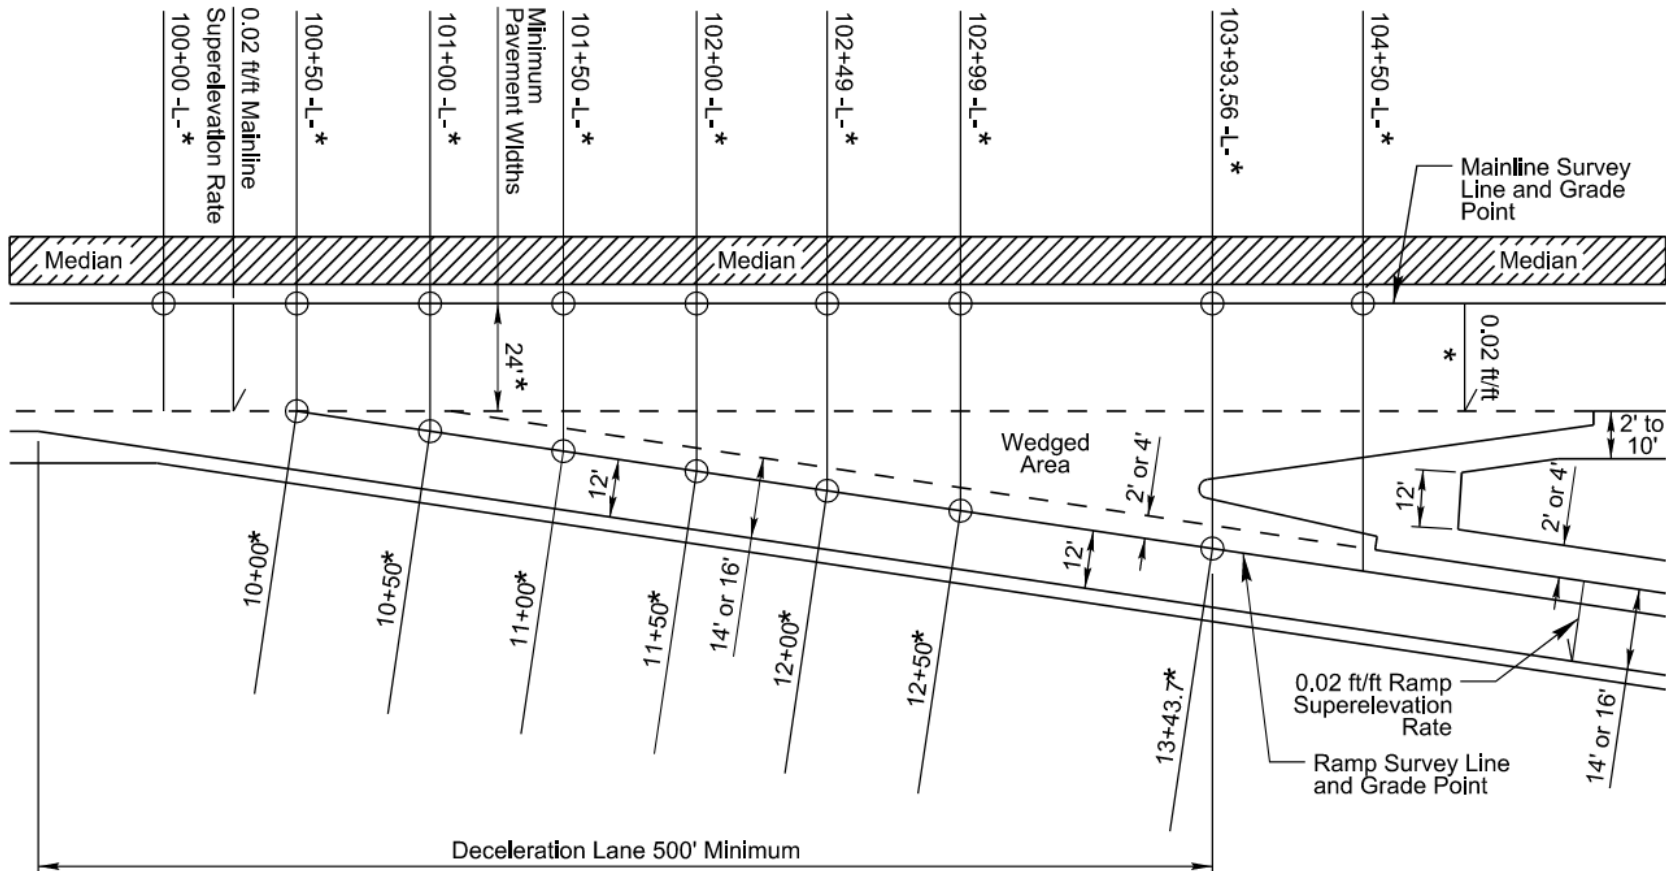 100+00 -L-*
0.02 ft/ft Mainline
Superelevation Rate
100+50 -L-*
101+00 -L-*
Minimum
Pavement Widths
101+50 -L-*
102+00 -L-*
102+49 -L-*
102+99 -L-*
103+93.56 -L-*
104+50 -L-*
Mainline Survey
Line and Grade
Point
Median
Median
Median
24'*
0.02 ft/ft
*
2' to
10'
Wedged
Area
2' or 4'
12'
12'
2' or 4'
12'
14' or 16'
10+00*
10+50*
11+00*
11+50*
12+00*
12+50*
13+43.7*
0.02 ft/ft Ramp
Superelevation
Rate
14' or 16'
Ramp Survey Line
and Grade Point
Deceleration Lane 500' Minimum